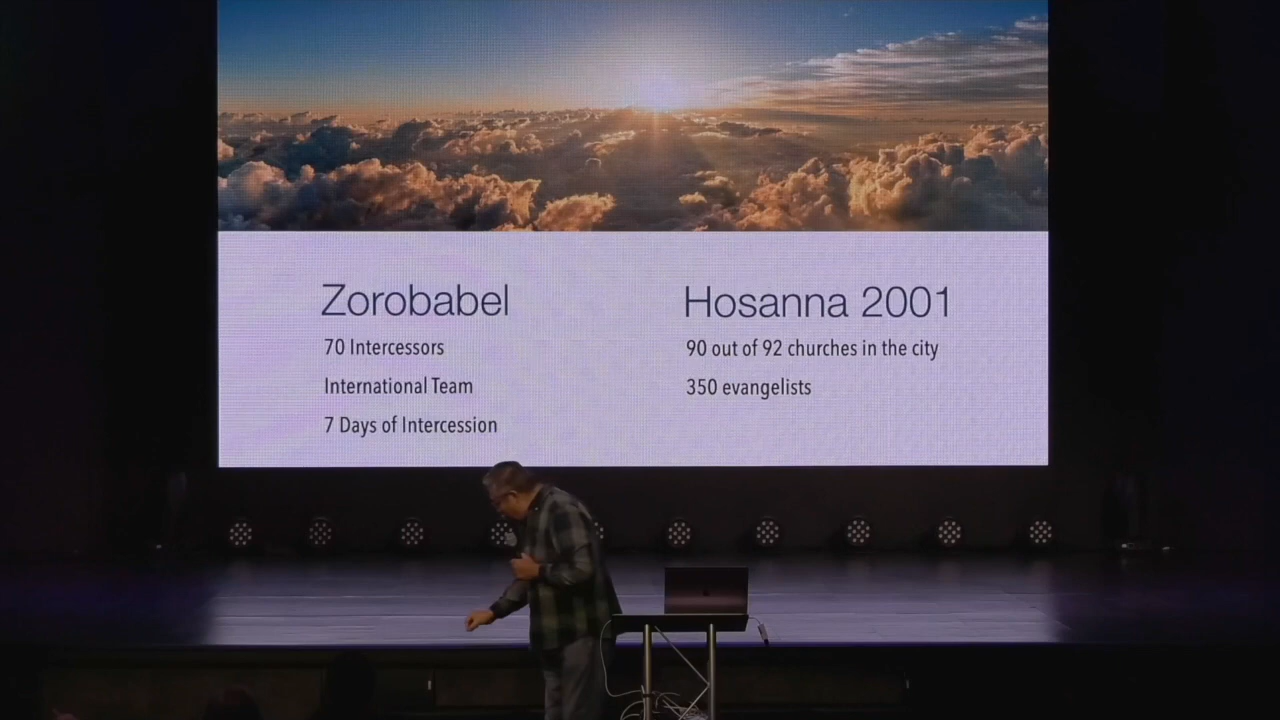 Zorobabel
70 Intercessors
International Team
7 Days of Intercession
Hosanna 2001
90 out of 92 churches in the city
350 evangelists